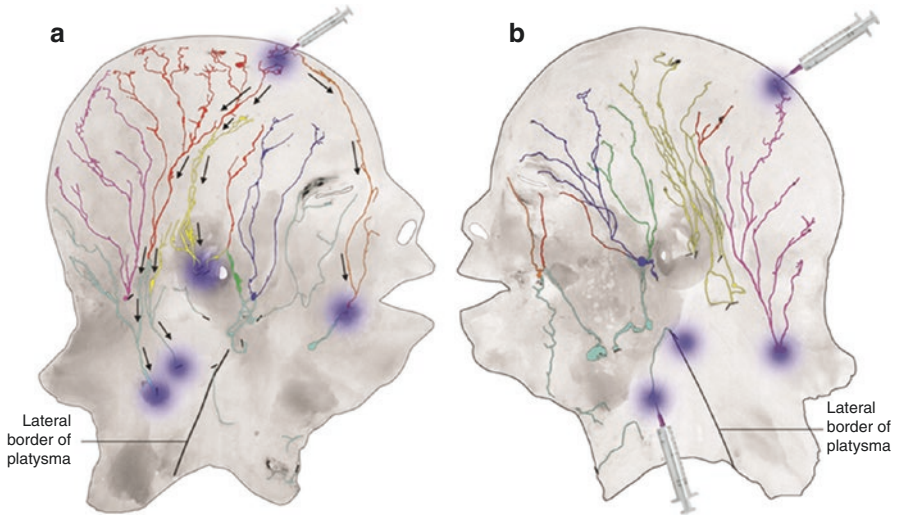 a
b
Lateral
border of
platysma
Lateral
border of
platysma